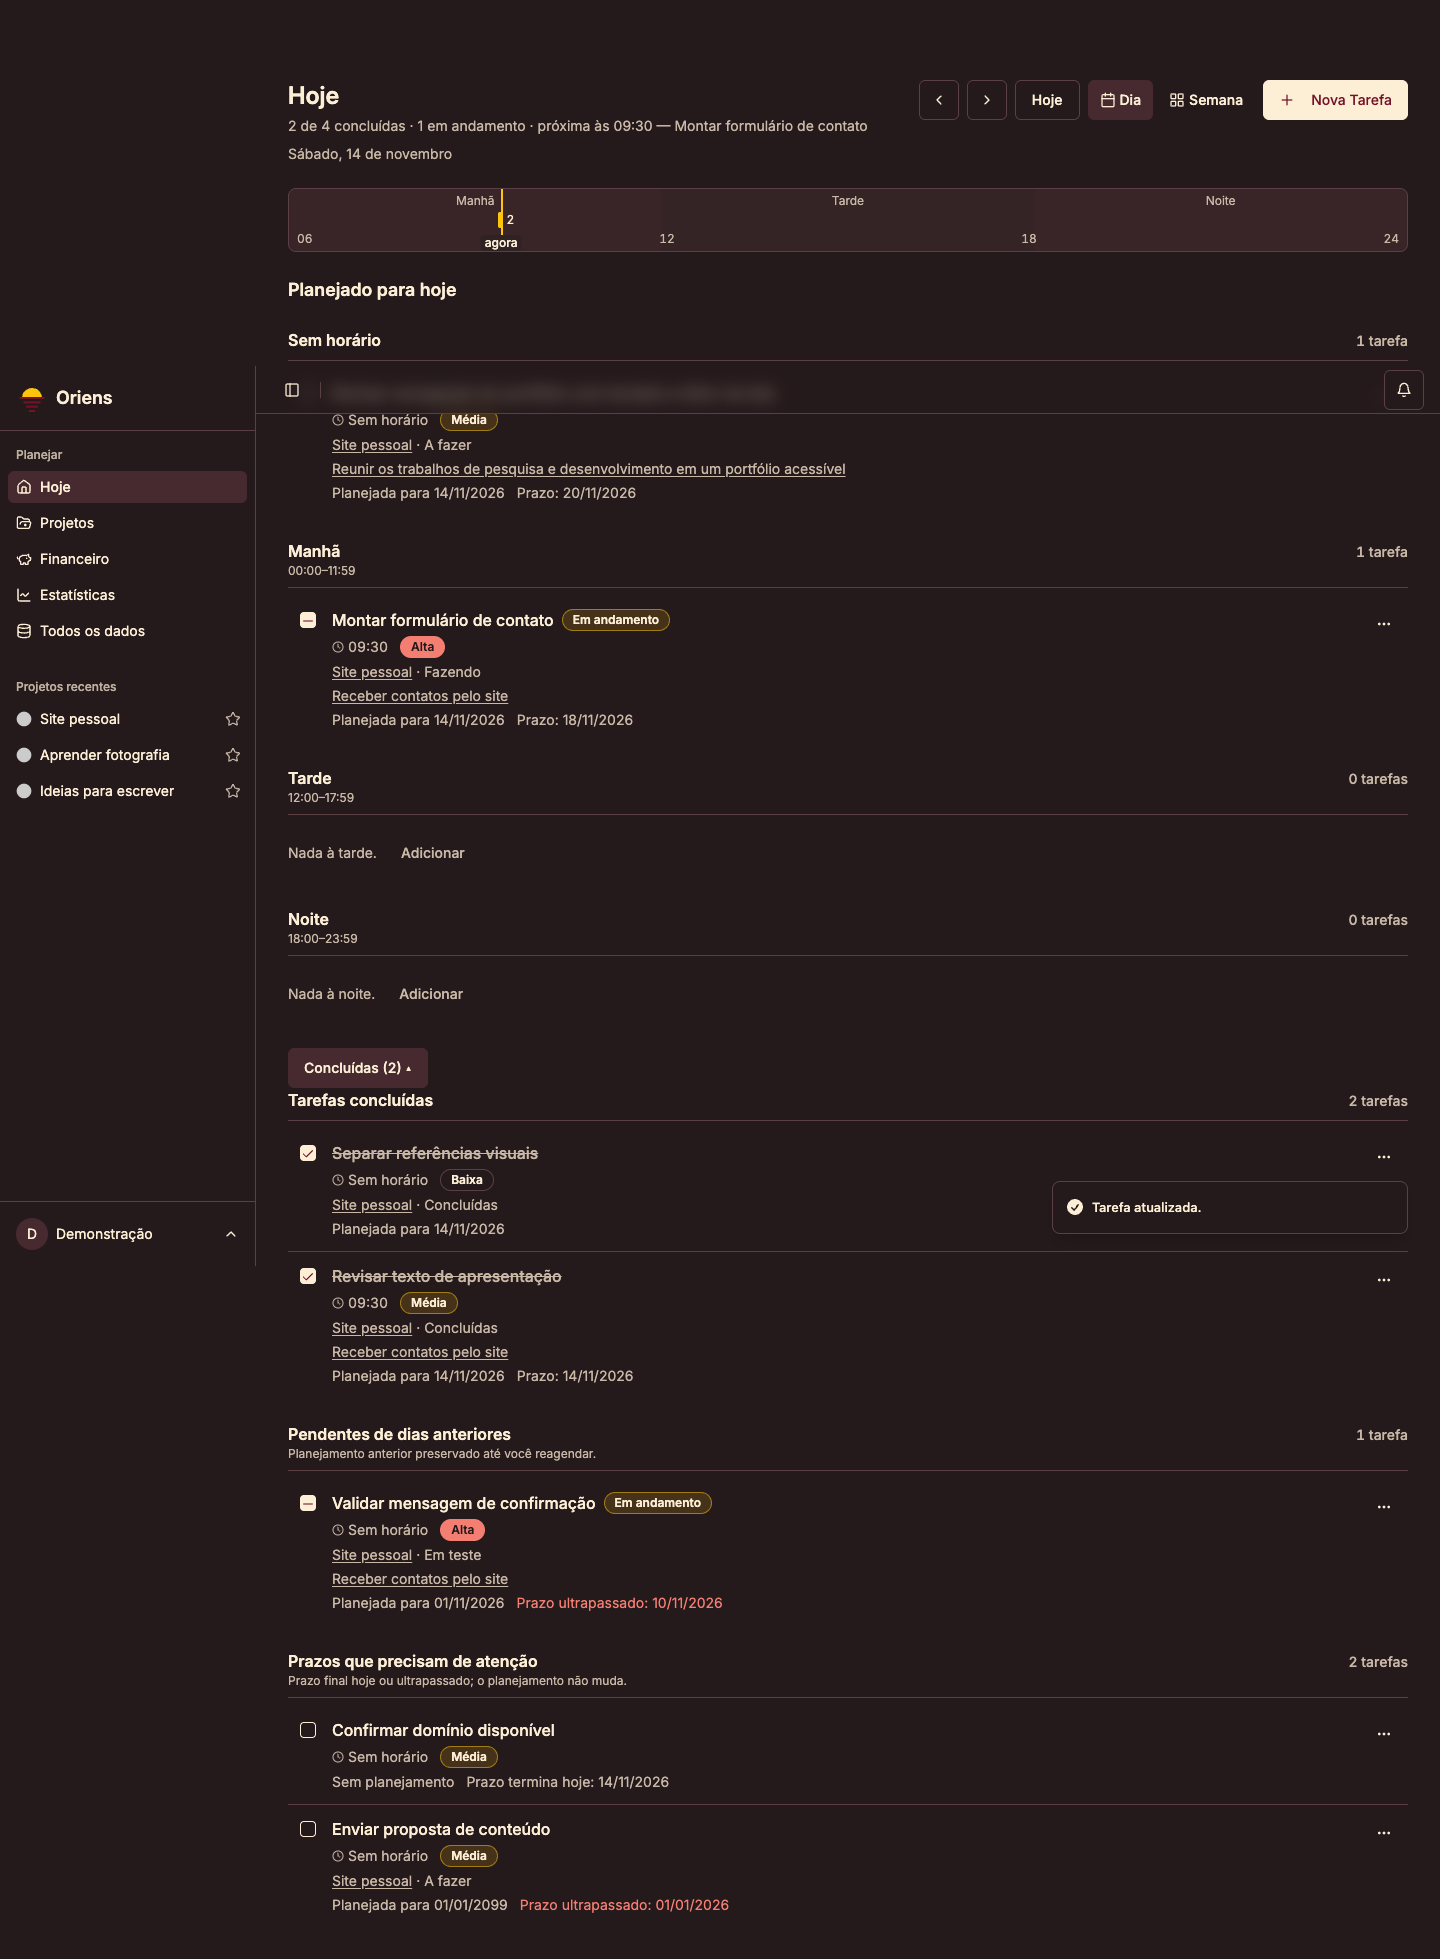 Hoje
2 de 4 concluídas · 1 em andamento · próxima às 09:30 — Montar formulário de contato
Sábado, 14 de novembro
Hoje
Dia
Semana
Nova Tarefa
Manhã
Tarde
Noite
2
06
agora
12
18
24
Planejado para hoje
Sem horário
1 tarefa
Oriens
Planejar
Hoje
Projetos
Financeiro
Estatísticas
Todos os dados
Projetos recentes
Site pessoal
Aprender fotografia
Ideias para escrever
D
Demonstração
Sem horário Média
Site pessoal · A fazer
Reunir os trabalhos de pesquisa e desenvolvimento em um portfólio acessível
Planejada para 14/11/2026 Prazo: 20/11/2026
Manhã
1 tarefa
00:00–11:59
Montar formulário de contato Em andamento
09:30 Alta
Site pessoal · Fazendo
Receber contatos pelo site
Planejada para 14/11/2026 Prazo: 18/11/2026
Tarde
0 tarefas
12:00–17:59
Nada à tarde. Adicionar
Noite
0 tarefas
18:00–23:59
Nada à noite. Adicionar
Concluídas (2)
Tarefas concluídas
2 tarefas
Separar referências visuais
Sem horário Baixa
Site pessoal · Concluídas
Planejada para 14/11/2026
Tarefa atualizada.
Revisar texto de apresentação
09:30 Média
Site pessoal · Concluídas
Receber contatos pelo site
Planejada para 14/11/2026 Prazo: 14/11/2026
Pendentes de dias anteriores
1 tarefa
Planejamento anterior preservado até você reagendar.
Validar mensagem de confirmação Em andamento
Sem horário Alta
Site pessoal · Em teste
Receber contatos pelo site
Planejada para 01/11/2026 Prazo ultrapassado: 10/11/2026
Prazos que precisam de atenção
2 tarefas
Prazo final hoje ou ultrapassado; o planejamento não muda.
Confirmar domínio disponível
Sem horário Média
Sem planejamento Prazo termina hoje: 14/11/2026
Enviar proposta de conteúdo
Sem horário Média
Site pessoal · A fazer
Planejada para 01/01/2099 Prazo ultrapassado: 01/01/2026